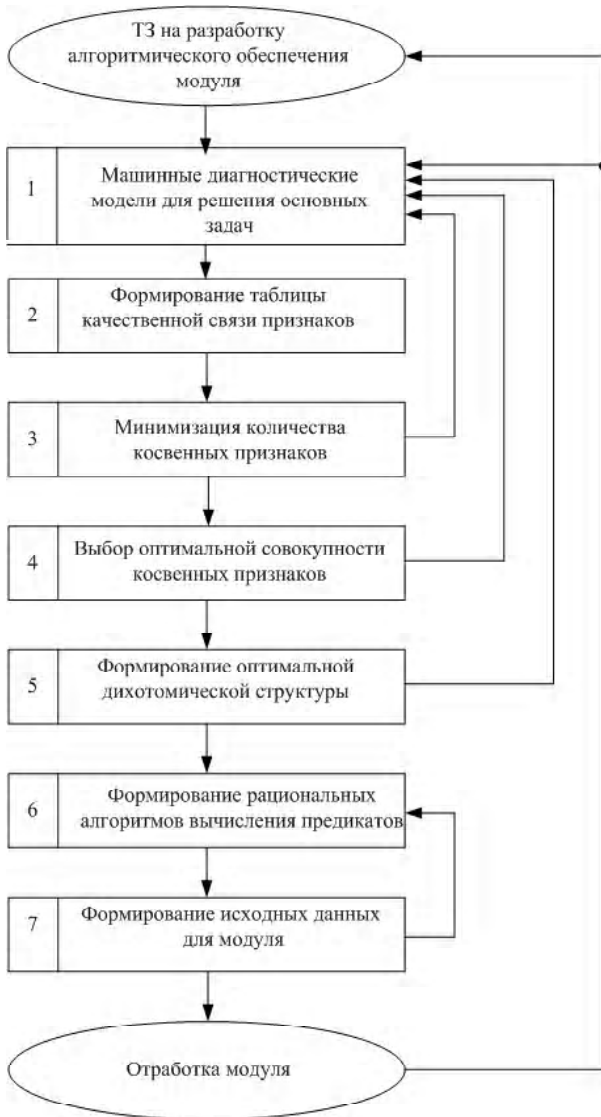 ТЗ на разработку
алгоритмического обеспечения
модуля
1
Машинные диагностические
модели для решения основных
задач
2
Формирование таблицы
качественной связи признаков
3
Минимизация количества
косвенных признаков
4
Выбор оптимальной совокупности
косвенных признаков
5
Формирование оптимальной
дихотомической структуры
6
Формирование рациональных
алгоритмов вычисления предикатов
7
Формирование исходных данных
для модуля
Отработка модуля